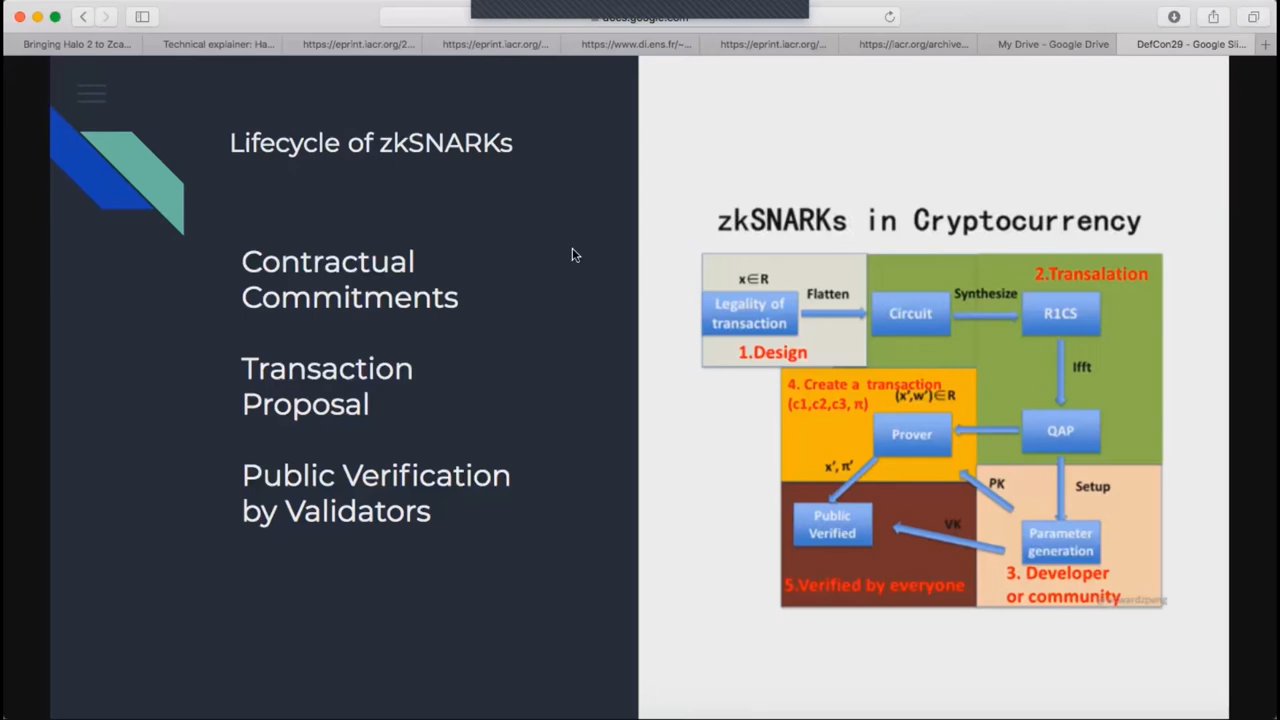 docs.google.com
Bringing Halo 2 to Zca...
Technical explainer: Ha...
https://eprint.iacr.org/2...
https://eprint.iacr.org/...
https://www.di.ens.fr/~...
https://eprint.iacr.org/...
https://iacr.org/archive...
My Drive – Google Drive
DefCon29 – Google Sli...
Lifecycle of zkSNARKs
Contractual
Commitments
Transaction
Proposal
Public Verification
by Validators
zkSNARKs in Cryptocurrency
x∈R
Legality of
transaction
Flatten
1.Design
Circuit
Synthesize
2.Transalation
R1CS
Ifft
QAP
4. Create a transaction
(c1,c2,c3, π)
(x',w')∈R
Prover
x', π'
PK
Setup
Public
Verified
VK
Parameter
generation
5.Verified by everyone
3. Developer
or community